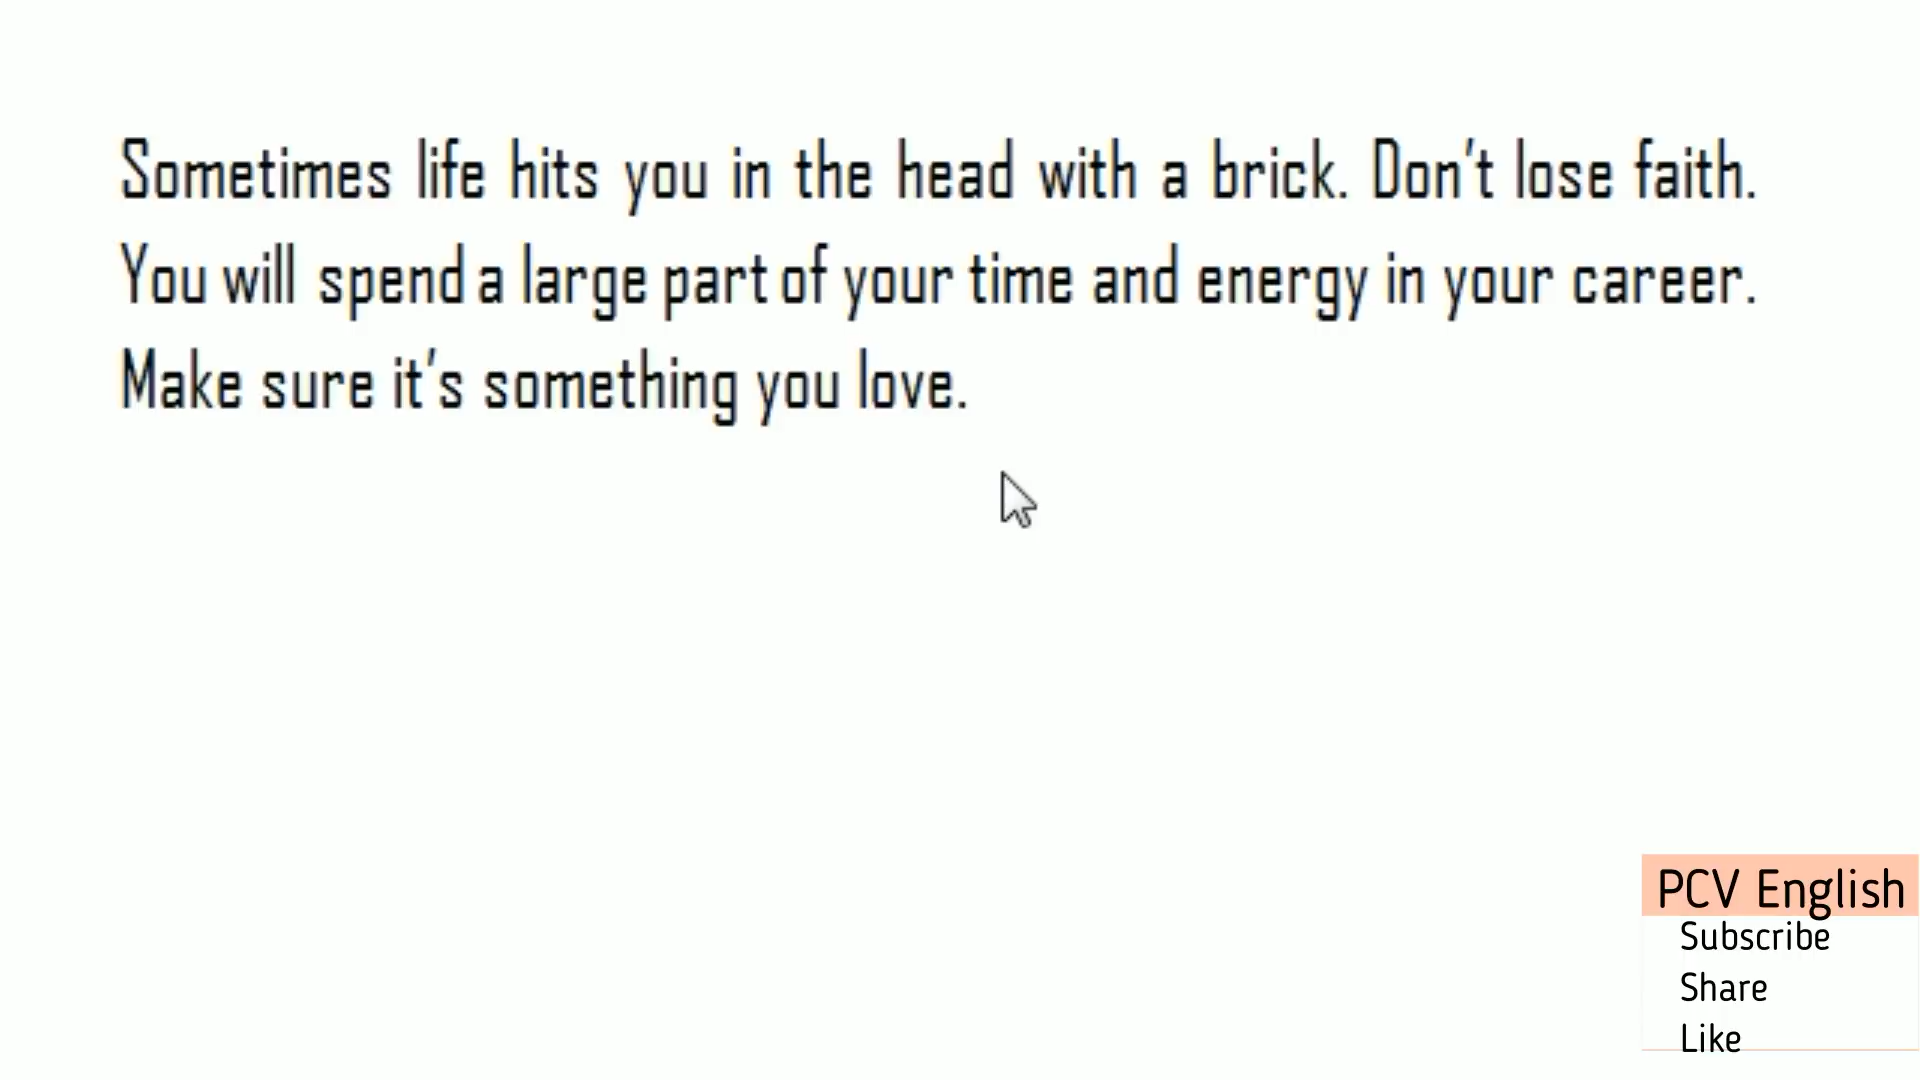 Sometimes life hits you in the head with a brick. Don’t lose faith.
You will spend a large part of your time and energy in your career.
Make sure it’s something you love.
PCV English
Subscribe
Share
Like